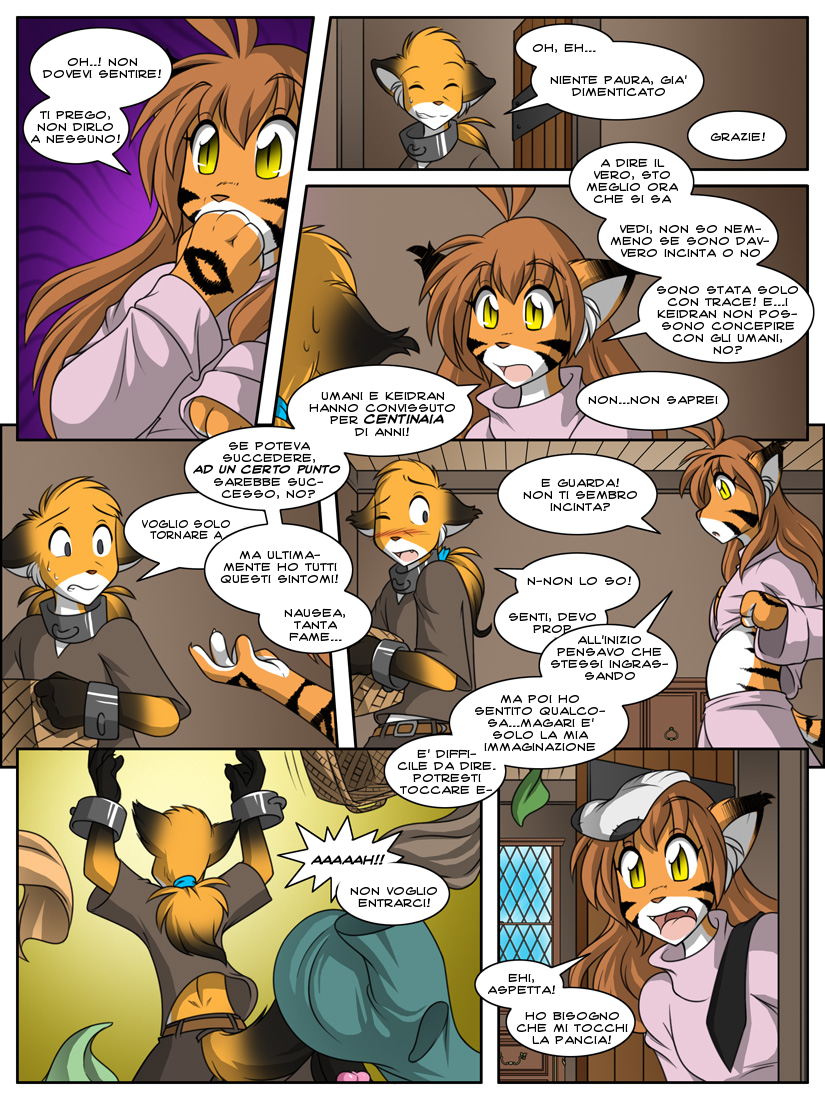 OH..! NON
DOVEVI SENTIRE!
TI PREGO,
NON DIRLO
A NESSUNO!
OH, EH...
NIENTE PAURA, GIA'
DIMENTICATO
GRAZIE!
A DIRE IL
VERO, STO
MEGLIO ORA
CHE SI SA
VEDI, NON SO NEM-
MENO SE SONO DAV-
VERO INCINTA O NO
SONO STATA SOLO
CON TRACE! E...I
KEIDRAN NON POS-
SONO CONCEPIRE
CON GLI UMANI,
NO?
NON...NON SAPREI
UMANI E KEIDRAN
HANNO CONVISSUTO
PER CENTINAIA
DI ANNI!
SE POTEVA
SUCCEDERE,
AD UN CERTO PUNTO
SAREBBE SUC-
CESSO, NO?
VOGLIO SOLO
TORNARE A
MA ULTIMA-
MENTE HO TUTTI
QUESTI SINTOMI!
NAUSEA,
TANTA
FAME...
E GUARDA!
NON TI SEMBRO
INCINTA?
N-NON LO SO!
SENTI, DEVO
PROP
ALL'INIZIO
PENSAVO CHE
STESSI INGRAS-
SANDO
MA POI HO
SENTITO QUALCO-
SA...MAGARI E'
SOLO LA MIA
IMMAGINAZIONE
E' DIFFI-
CILE DA DIRE.
POTRESTI
TOCCARE E-
AAAAAH!!
NON VOGLIO
ENTRARCI!
EHI,
ASPETTA!
HO BISOGNO
CHE MI TOCCHI
LA PANCIA!